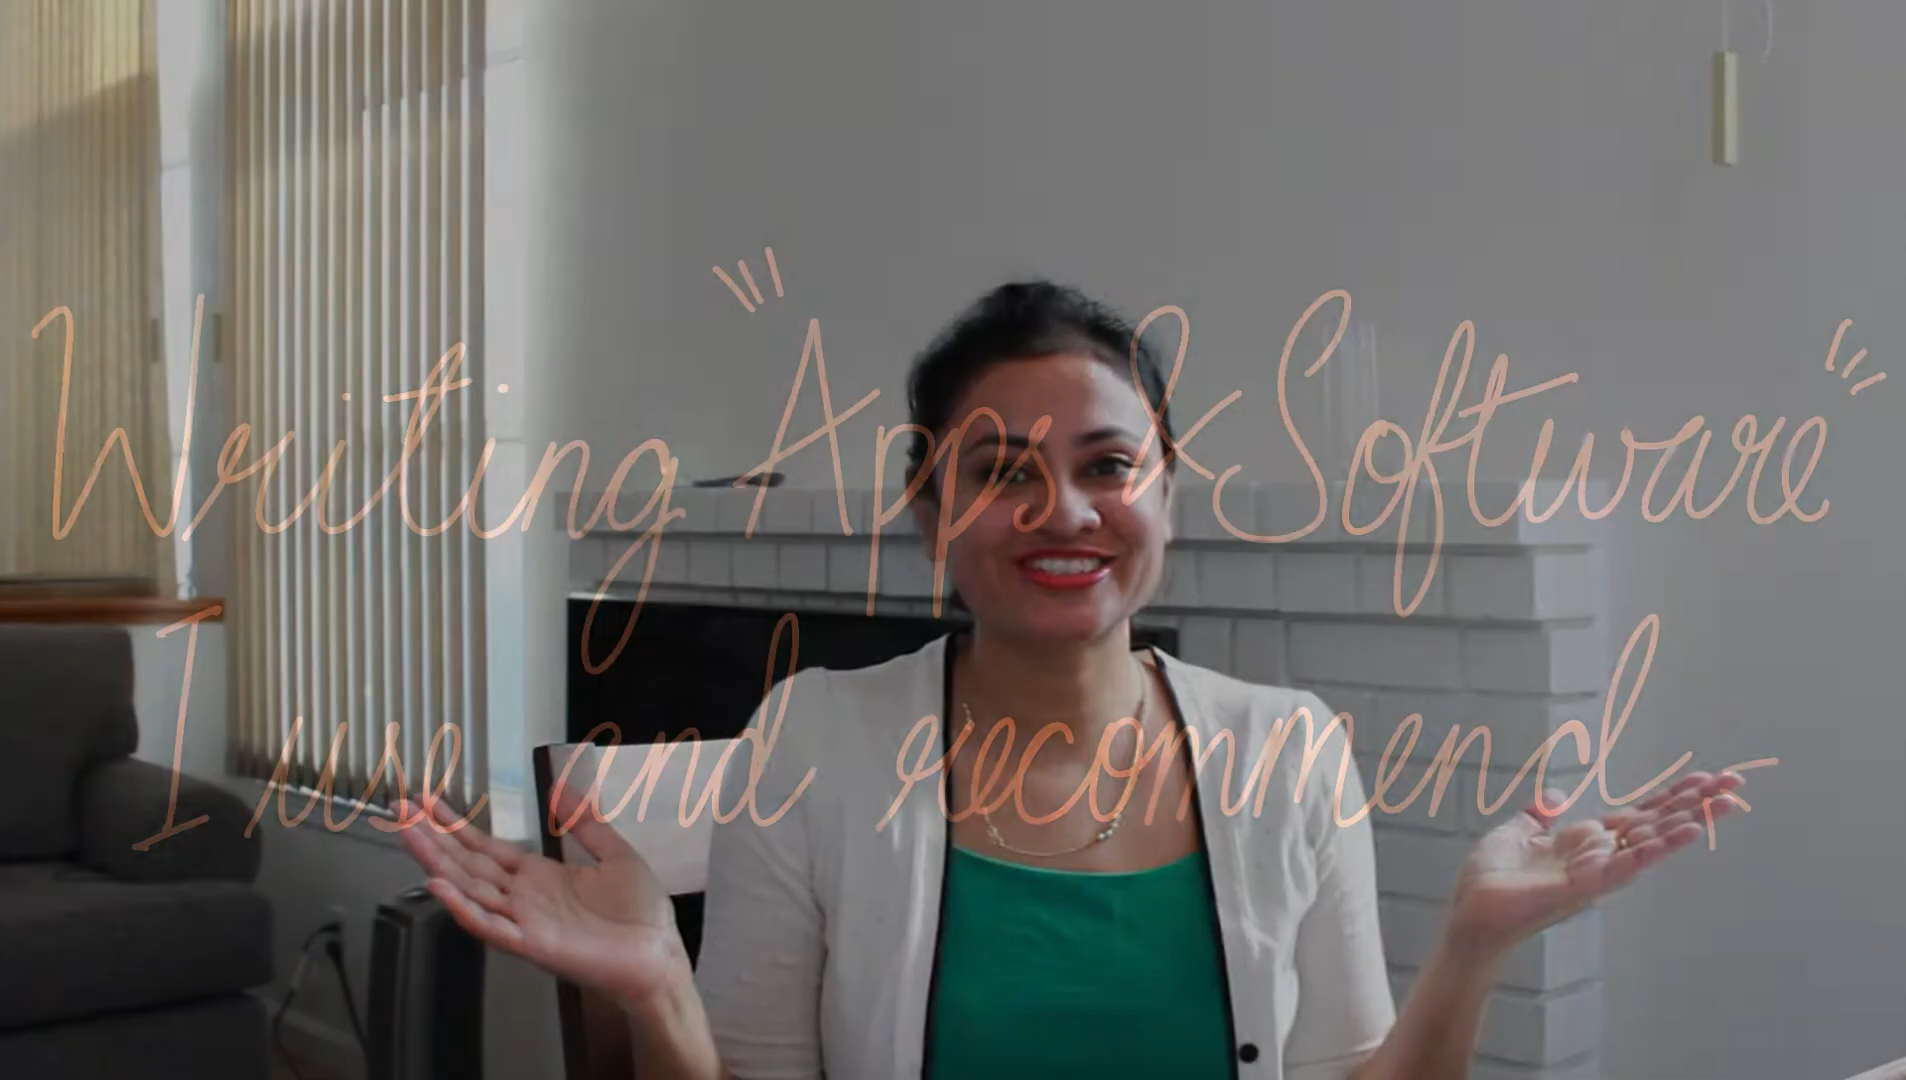 Writing "Apps & Software"
I use and recommend